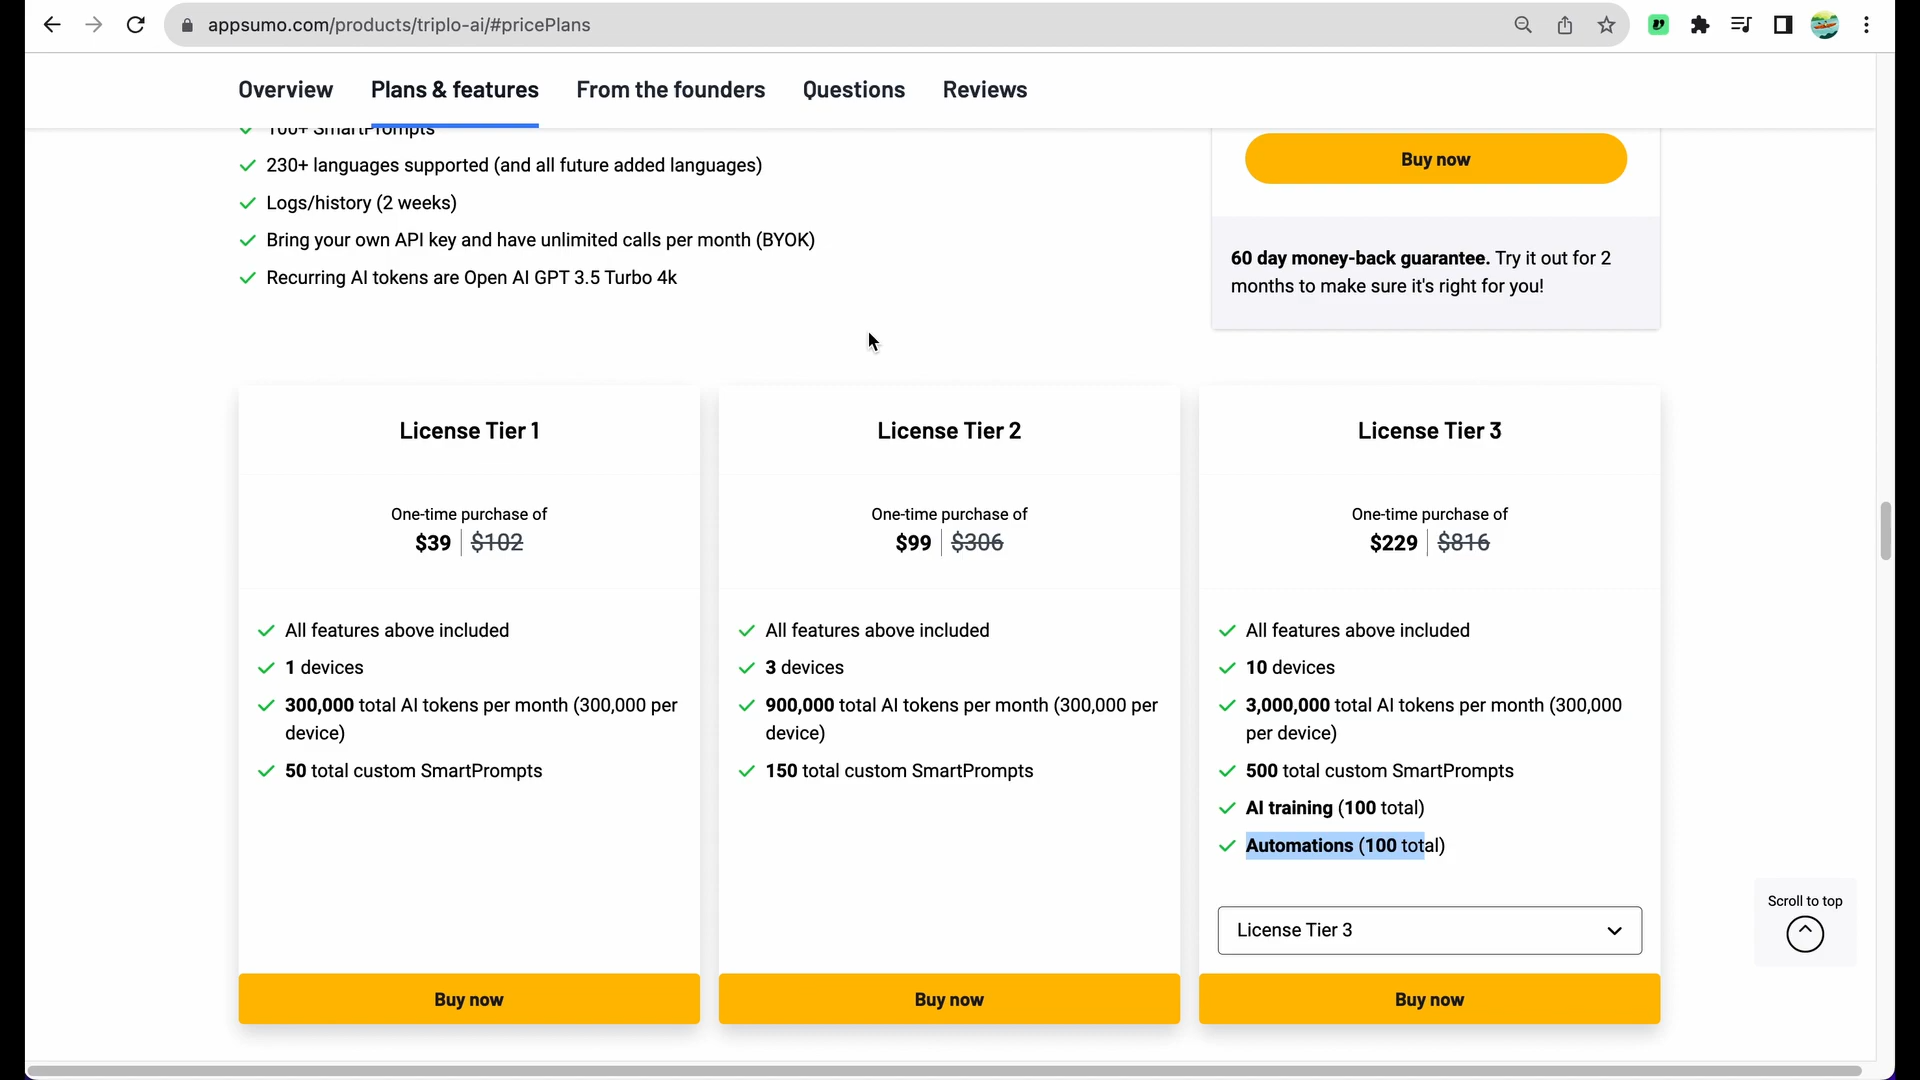 appsumo.com/products/triplo-ai/#pricePlans
Overview
Plans & features
From the founders
Questions
Reviews
100+ SmartPrompts
230+ languages supported (and all future added languages)
Logs/history (2 weeks)
Bring your own API key and have unlimited calls per month (BYOK)
Recurring AI tokens are Open AI GPT 3.5 Turbo 4k
Buy now
60 day money-back guarantee. Try it out for 2
months to make sure it's right for you!
License Tier 1
One-time purchase of
$39 $102
All features above included
1 devices
300,000 total AI tokens per month (300,000 per
device)
50 total custom SmartPrompts
Buy now
License Tier 2
One-time purchase of
$99 $306
All features above included
3 devices
900,000 total AI tokens per month (300,000 per
device)
150 total custom SmartPrompts
Buy now
License Tier 3
One-time purchase of
$229 $816
All features above included
10 devices
3,000,000 total AI tokens per month (300,000
per device)
500 total custom SmartPrompts
AI training (100 total)
Automations (100 total)
License Tier 3
Buy now
Scroll to top